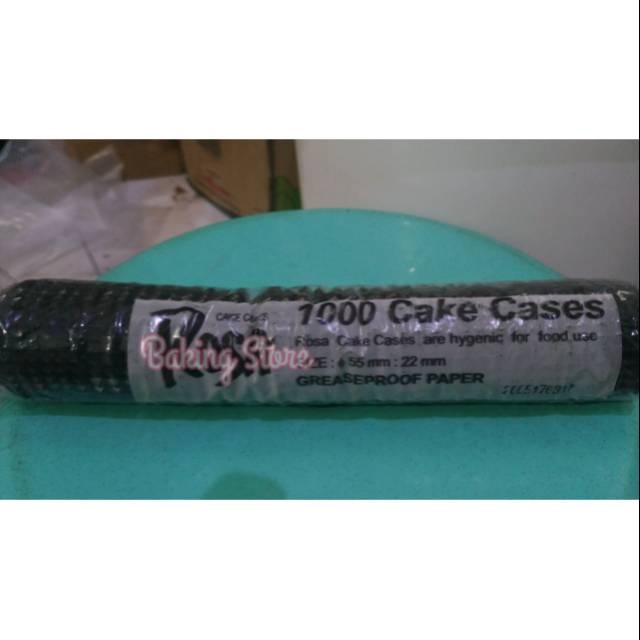 CAKE CASES
Rosa
Baking Store
1000 Cake Cases
Rosa Cake Cases are hygenic for food use
SIZE : ϕ 55 mm : 22 mm
GREASEPROOF PAPER